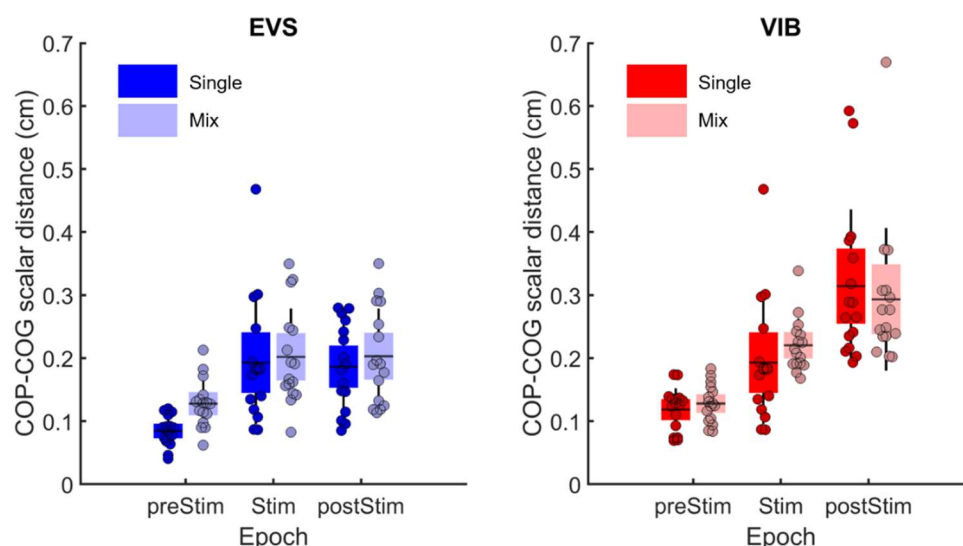 EVS
0.7
0.6
0.5
0.4
0.3
0.2
0.1
0
COP-COG scalar distance (cm)
Single
Mix
preStim Stim postStim
Epoch
VIB
0.7
0.6
0.5
0.4
0.3
0.2
0.1
0
COP-COG scalar distance (cm)
Single
Mix
preStim Stim postStim
Epoch